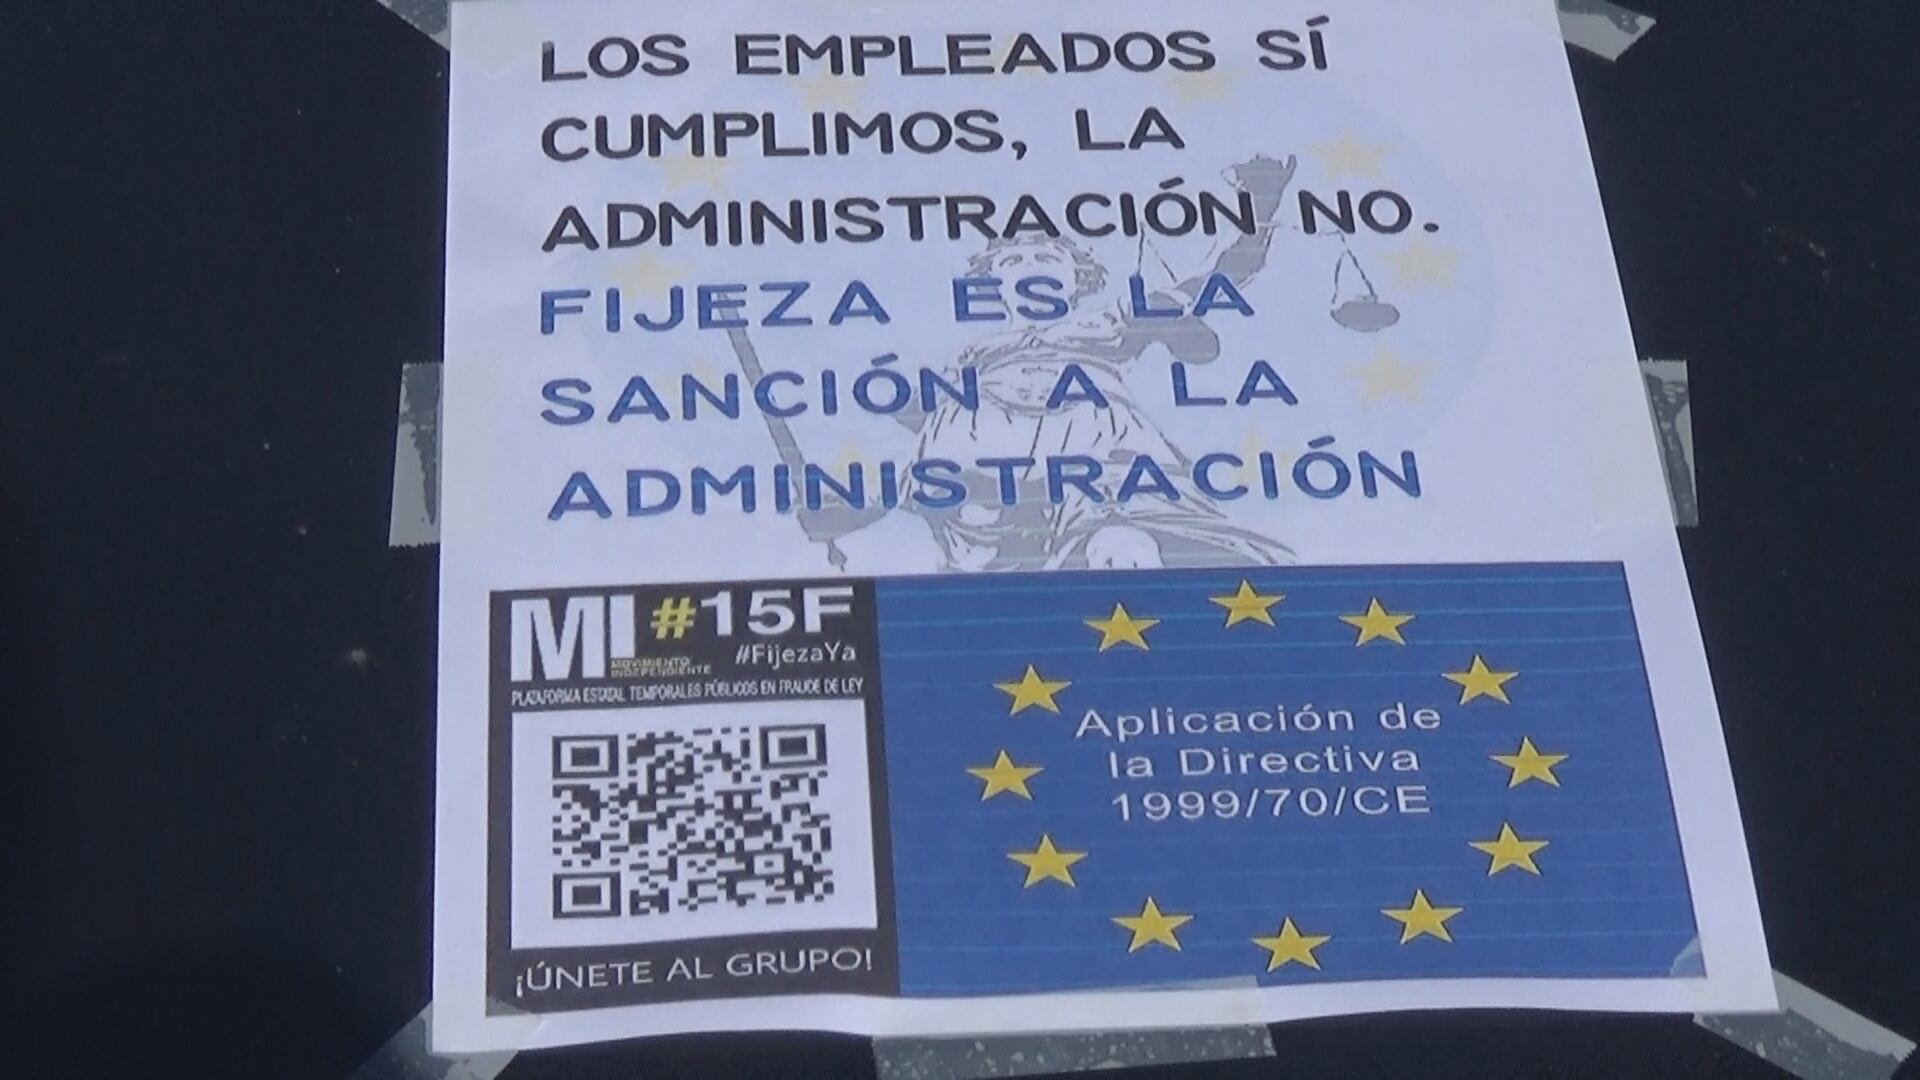 LOS EMPLEADOS SÍ
CUMPLIMOS, LA
ADMINISTRACIÓN NO.
FIJEZA ES LA
SANCIÓN A LA
ADMINISTRACIÓN
MI #15F
MOVIMIENTO
INDEPENDIENTE
#FijezaYa
PLATAFORMA ESTATAL TEMPORALES PÚBLICOS EN FRAUDE DE LEY
¡ÚNETE AL GRUPO!
Aplicación de
la Directiva
1999/70/CE